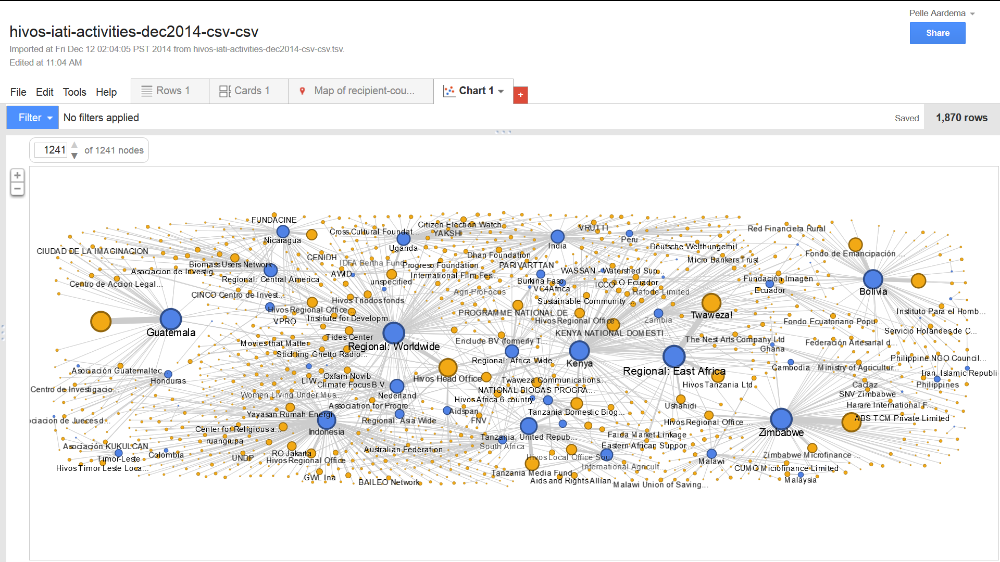 Pelle Aardema
hivos-iati-activities-dec2014-csv-csv
Share
Imported at Fri Dec 12 02:04:05 PST 2014 from hivos-iati-activities-dec2014-csv-csv.tsv.
Edited at 11:04 AM
File Edit Tools Help
Rows 1
Cards 1
Map of recipient-cou...
Chart 1
+
Filter
No filters applied
Saved
1,870 rows
1241 of 1241 nodes
+
−
FUNDACINE
Nicaragua
Cross Cultural Foundat...
Uganda
Citizen Election Watch...
YAKSHI
India
VRUTTI
Peru
Red Financiera Rural
Deutsche Welthungerhil...
CIUDAD DE LA IMAGINACION
CENIDH
Dhan Foundation
Micro Bankers Trust
Fondo de Emancipación ...
IDFA Bertha Fund
Biomass Users Network ...
Progreso Foundation
PARIVARTTAN
Asociacion de Investig...
AWID
International Film Fes...
WASSAN - Watershed Sup...
Regional: Central America
unspecified
Burkina Faso
Fundación Imagen
Centro de Accion Legal...
ICCO
LO Ecuador
VC4Africa
Ecuador
Bolivia
Agri-ProFocus
Rafode Limited
CINCO Centro de Invest...
Hivos Triodos fonds
Sustainable Community ...
Hivos Regional Office ...
PROGRAMME NATIONAL DE ...
Twaweza!
Instituto Para el Homb...
Institute for Developm...
VPRO
Hivos Regional Office ...
Zambia
Fondo Ecuatoriano Popu...
Guatemala
KENYA NATIONAL DOMESTI...
Servicio Holandes de C...
Tides Center
Enclude BV (formerly T...
The Nest Arts Company Ltd
Movies that Matter
Regional: Worldwide
Federación Artesanal d...
Ghana
Stichting Ghetto Radio...
Regional: Africa Wide
Kenya
Philippine NGO Council...
Asociación Guatemaltec...
Regional: East Africa
Cambodia
Ministry of Agricultur...
Iran, Islamic Republi
Oxfam Novib
Honduras
LIW
Hivos Head Office
Twaweza Communications...
Climate Focus B.V.
Hivos Tanzania Ltd
Cadaz
Philippines
Centro de Investigacio...
NATIONAL BIOGAS PROGRA...
Women Living Under Mus...
Nederland
SNV Zimbabwe
Hivos Africa 6 country...
Association for Progre...
Ushahidi
Harare International F...
Aidspan
Tanzania Domestic Biog...
Yayasan Rumah Energi
ociacion de Juecesd...
Regional: Asia Wide
FNV
ABS TCM Private Limited
Hivos Regional Office ...
Center for Religious a...
Indonesia
Zimbabwe
Faida Market Linkage
Tanzania, United Repub...
ruangrupa
Asociación KUKULCAN
South Africa
Eastern African Suppor...
Australian Federation ...
RO Jakarta
Colombia
Zimbabwe Microfinance ...
Timor-Leste
UNDP
Hivos Local Office Sou...
Hivos Regional Office ...
Malawi
International Agricult...
Hivos Timor Leste Loca...
CUMO Microfinance Limited
Tanzania Media Fund
GWL Ina
Malaysia
Aids and Rights Allian...
BAILEO Network
Malawi Union of Saving...